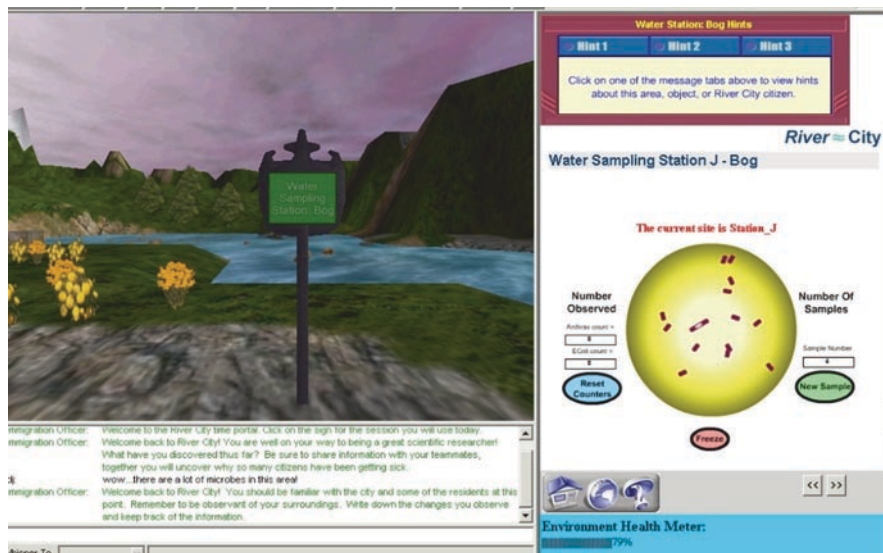 Water
Sampling
Station: Bog
mmigration Officer: Welcome to the River City time portal. Click on the sign for the session you will use today.
mmigration Officer: Welcome back to River City! You are well on your way to being a great scientific researcher!
What have you discovered thus far? Be sure to share information with your teammates,
together you will uncover why so many citizens have been getting sick.
dj: wow...there are a lot of microbes in this area!
mmigration Officer: Welcome back to River City! You should be familiar with the city and some of the residents at this
point. Remember to be observant of your surroundings. Write down the changes you observe
and keep track of the information.
Water Station: Bog Hints
Hint 1 Hint 2 Hint 3
Click on one of the message tabs above to view hints
about this area, object, or River City citizen.
River City
Water Sampling Station J - Bog
The current site is Station_J
Number
Observed
EColi count =
Reset
Counters
Number Of
Samples
Sample Number
New Sample
Freeze
<< >>
Environment Health Meter:
79%